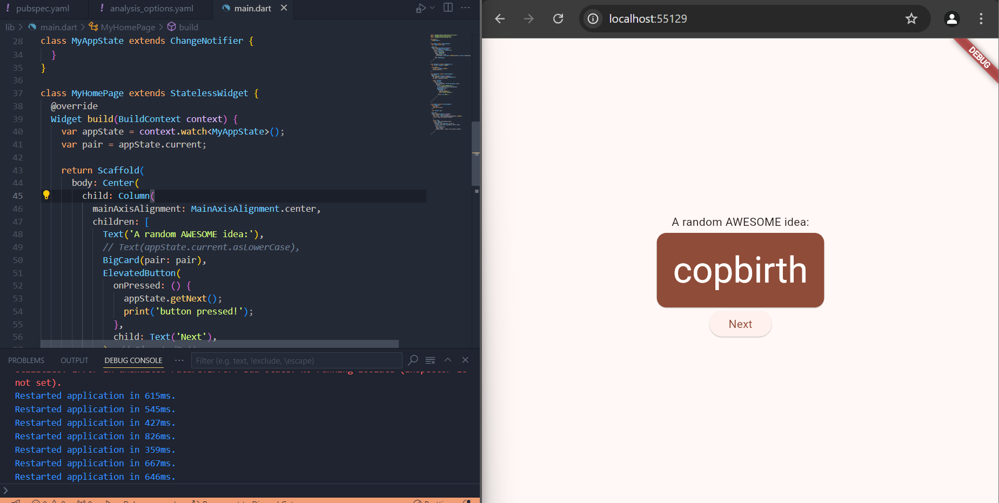 pubspec.yaml
analysis_options.yaml
main.dart
lib > main.dart > MyHomePage > build
28 class MyAppState extends ChangeNotifier {
34 }
35 }
36
37 class MyHomePage extends StatelessWidget {
38 @override
39 Widget build(BuildContext context) {
40 var appState = context.watch<MyAppState>();
41 var pair = appState.current;
42
43 return Scaffold(
44 body: Center(
45 child: Column(
46 mainAxisAlignment: MainAxisAlignment.center,
47 children: [
48 Text('A random AWESOME idea:'),
49 // Text(appState.current.asLowerCase),
50 BigCard(pair: pair),
51 ElevatedButton(
52 onPressed: () {
53 appState.getNext();
54 print('button pressed!');
55 },
56 child: Text('Next'),
PROBLEMS OUTPUT DEBUG CONSOLE ··· Filter (e.g. text, !exclude, \escape)
not set).
Restarted application in 615ms.
Restarted application in 545ms.
Restarted application in 427ms.
Restarted application in 826ms.
Restarted application in 359ms.
Restarted application in 667ms.
Restarted application in 646ms.
localhost:55129
DEBUG
A random AWESOME idea:
copbirth
Next